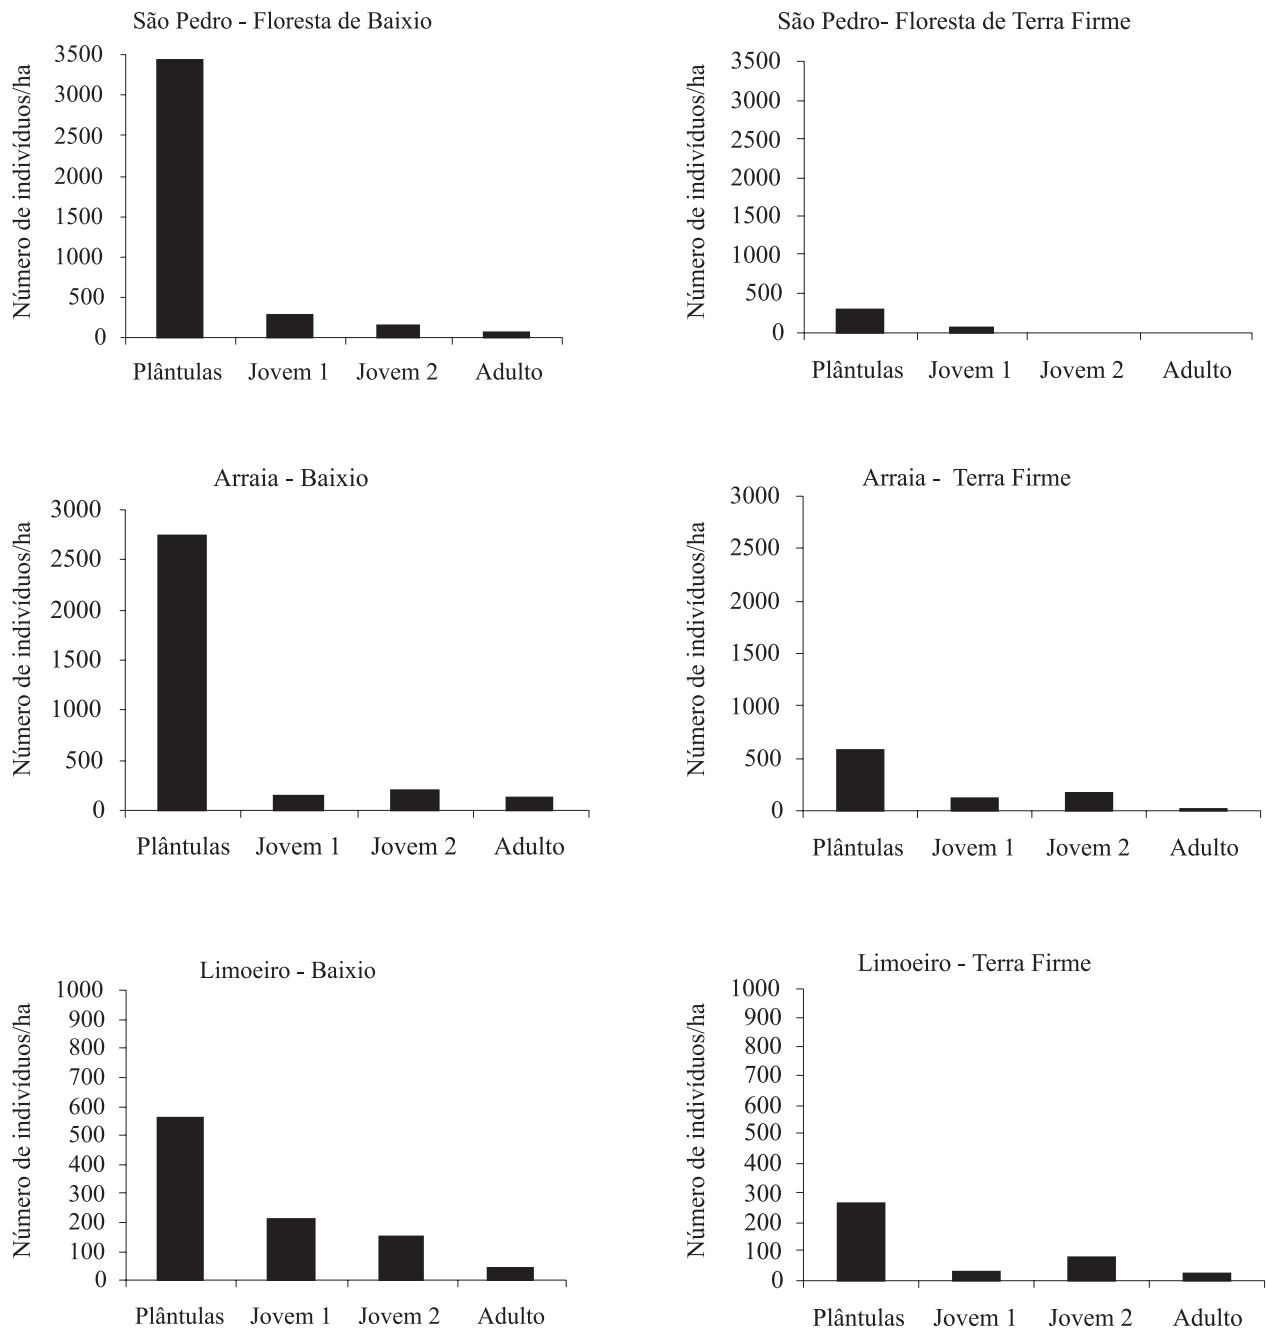 São Pedro - Floresta de Baixio
Número de indivíduos/ha
3500
3000
2500
2000
1500
1000
500
0
Plântulas Jovem 1 Jovem 2 Adulto
São Pedro- Floresta de Terra Firme
Número de indivíduos/ha
3500
3000
2500
2000
1500
1000
500
0
Plântulas Jovem 1 Jovem 2 Adulto
Arraia - Baixio
Número de indivíduos/ha
3000
2500
2000
1500
1000
500
0
Plântulas Jovem 1 Jovem 2 Adulto
Arraia - Terra Firme
Número de indivíduos/ha
3000
2500
2000
1500
1000
500
0
Plântulas Jovem 1 Jovem 2 Adulto
Limoeiro - Baixio
Número de indivíduos/ha
1000
900
800
700
600
500
400
300
200
100
0
Plântulas Jovem 1 Jovem 2 Adulto
Limoeiro - Terra Firme
Número de indivíduos/ha
1000
900
800
700
600
500
400
300
200
100
0
Plântulas Jovem 1 Jovem 2 Adulto